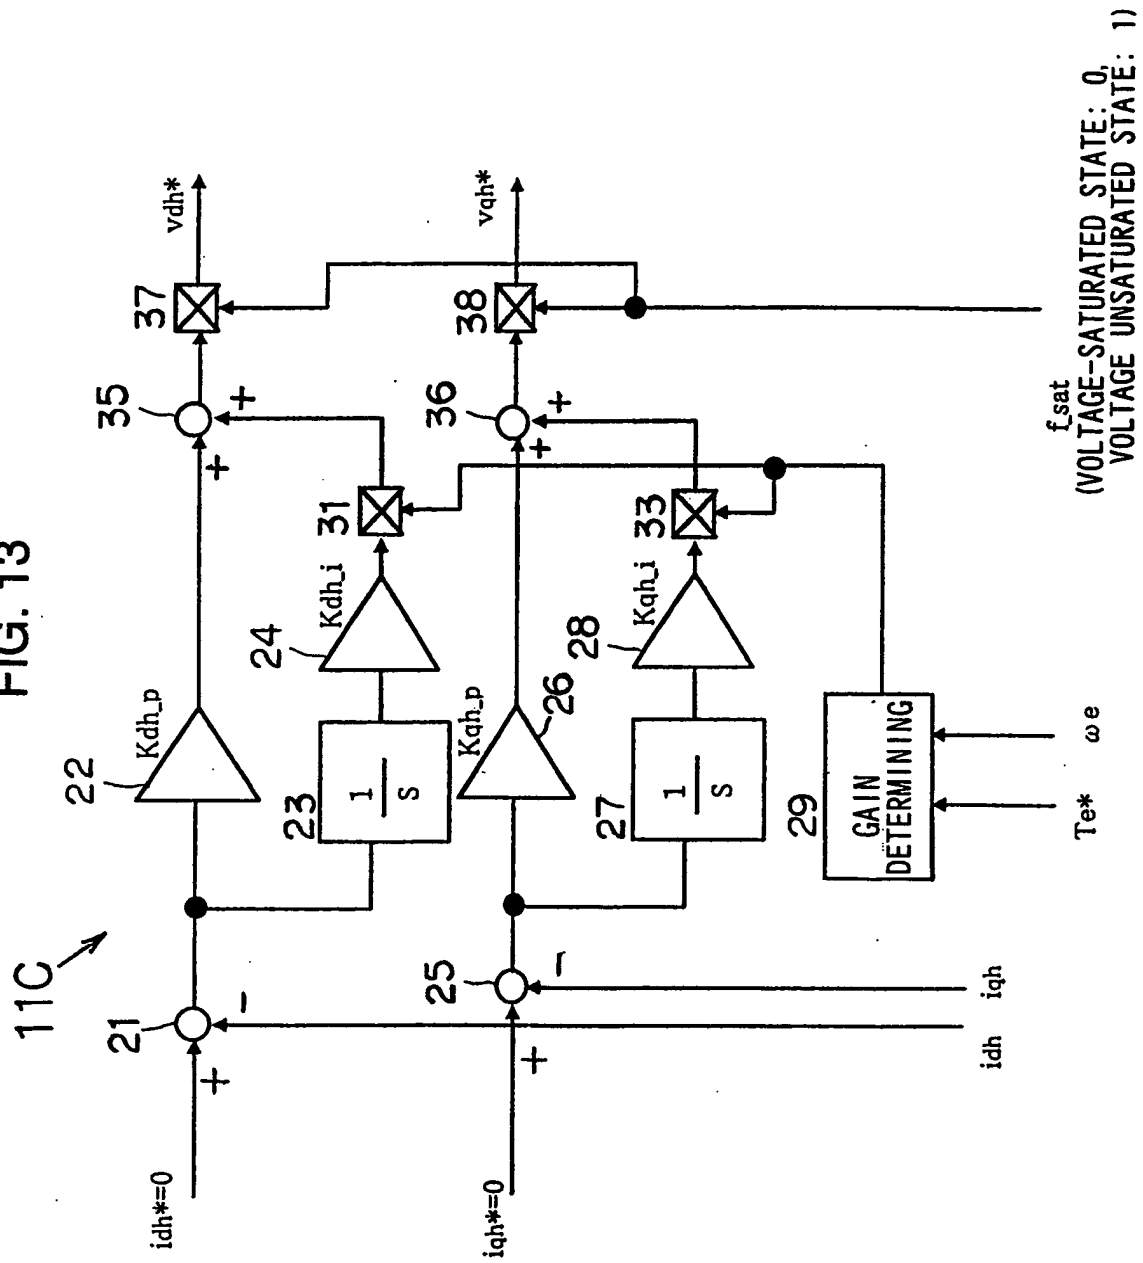 FIG. 13
11C
idh*=0
+
21
−
22
Kdh_p
23
1
S
24
Kdh_i
31
+
35
+
37
vdh*
iqh*=0
+
25
−
Kqh_p
26
27
1
S
28
Kqh_i
33
+
36
+
38
vqh*
29
GAIN
DETERMINING
idh
iqh
Te*
ωe
f_sat
(VOLTAGE-SATURATED STATE: 0,
VOLTAGE UNSATURATED STATE: 1)